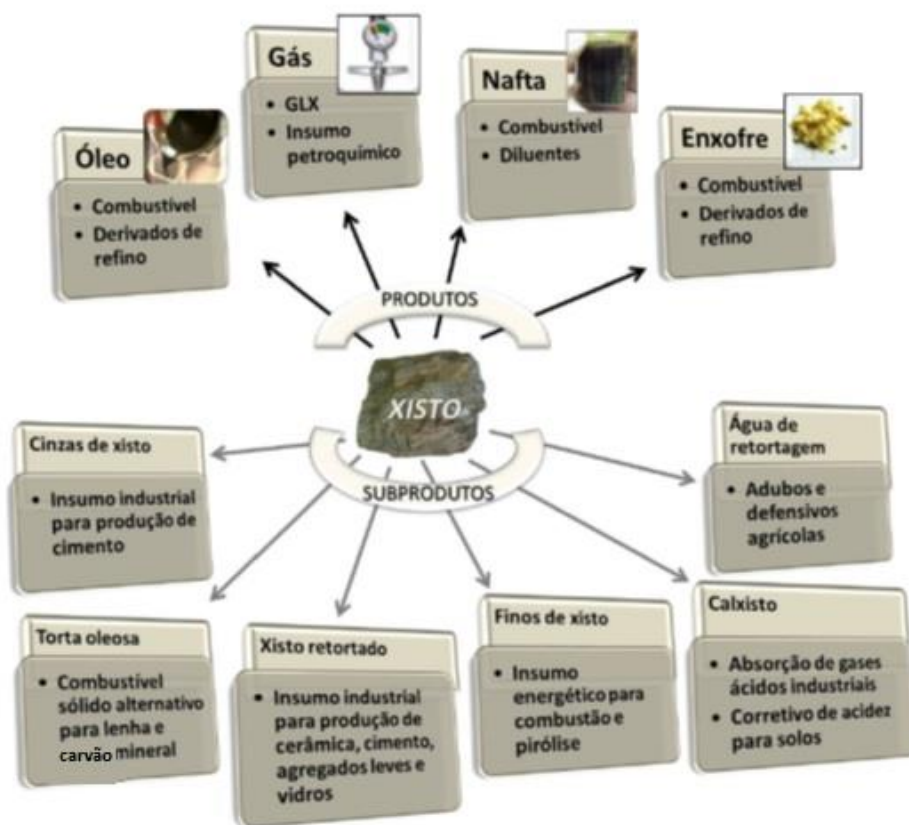 Óleo
• Combustível
• Derivados de
refino
Gás
• GLX
• Insumo
petroquímico
Nafta
• Combustível
• Diluentes
Enxofre
• Combustível
• Derivados de
refino
PRODUTOS
XISTO
SUBPRODUTOS
Cinzas de xisto
• Insumo industrial
para produção de
cimento
Água de
retortagem
• Adubos e
defensivos
agrícolas
Torta oleosa
• Combustível
sólido alternativo
para lenha e
carvão mineral
Xisto retortado
• Insumo industrial
para produção de
cerâmica, cimento,
agregados leves e
vidros
Finos de xisto
• Insumo
energético para
combustão e
pirólise
Calxisto
• Absorção de gases
ácidos industriais
• Corretivo de acidez
para solos